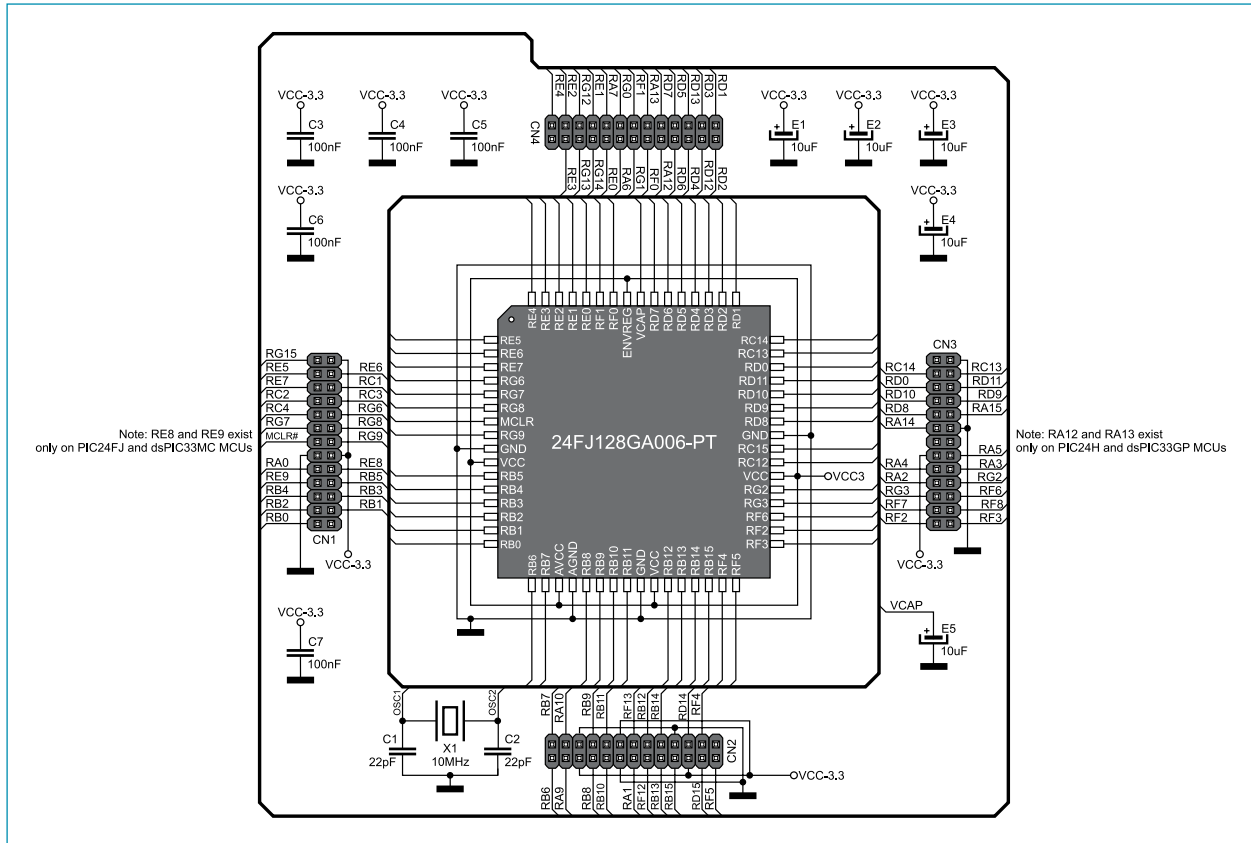 RE4
RE2
RG12
RE1
RA7
RG0
RF1
RA13
RD7
RD5
RD13
RD3
RD1
CN4
RE3
RG13
RG14
RE0
RA6
RG1
RF0
RA12
RD6
RD4
RD12
RD2
VCC-3.3
C3
100nF
VCC-3.3
C4
100nF
VCC-3.3
C5
100nF
VCC-3.3
E1
10uF
VCC-3.3
E2
10uF
VCC-3.3
E3
10uF
VCC-3.3
C6
100nF
VCC-3.3
E4
10uF
RE4
RE3
RE2
RE1
RE0
RF1
RF0
ENVREG
VCAP
RD7
RD6
RD5
RD4
RD3
RD2
RD1
RE5
RE6
RE7
RG6
RG7
RG8
MCLR
RG9
GND
VCC
RB5
RB4
RB3
RB2
RB1
RB0
24FJ128GA006-PT
RC14
RC13
RD0
RD11
RD10
RD9
RD8
GND
RC15
RC12
VCC
RG2
RG3
RF6
RF2
RF3
VCC3
RB6
RB7
AVCC
AGND
RB8
RB9
RB10
RB11
GND
VCC
RB12
RB13
RB14
RB15
RF4
RF5
RG15
RE5
RE7
RC2
RC4
RG7
MCLR#
RA0
RE9
RB4
RB2
RB0
RE6
RC1
RC3
RG6
RG8
RG9
RE8
RB5
RB3
RB1
CN1
VCC-3.3
Note: RE8 and RE9 exist
only on PIC24FJ and dsPIC33MC MCUs
CN3
RC14
RD0
RD10
RD8
RA14
RA4
RA2
RG3
RF7
RF2
RC13
RD11
RD9
RA15
RA5
RA3
RG2
RF6
RF8
RF3
VCC-3.3
Note: RA12 and RA13 exist
only on PIC24H and dsPIC33GP MCUs
VCC-3.3
C7
100nF
VCAP
E5
10uF
OSC1
OSC2
C1
22pF
X1
10MHz
C2
22pF
RB7
RA10
RB9
RB11
RF13
RB12
RB14
RD14
RF4
CN2
VCC-3.3
RB6
RA9
RB8
RB10
RA1
RF12
RB13
RB15
RD15
RF5